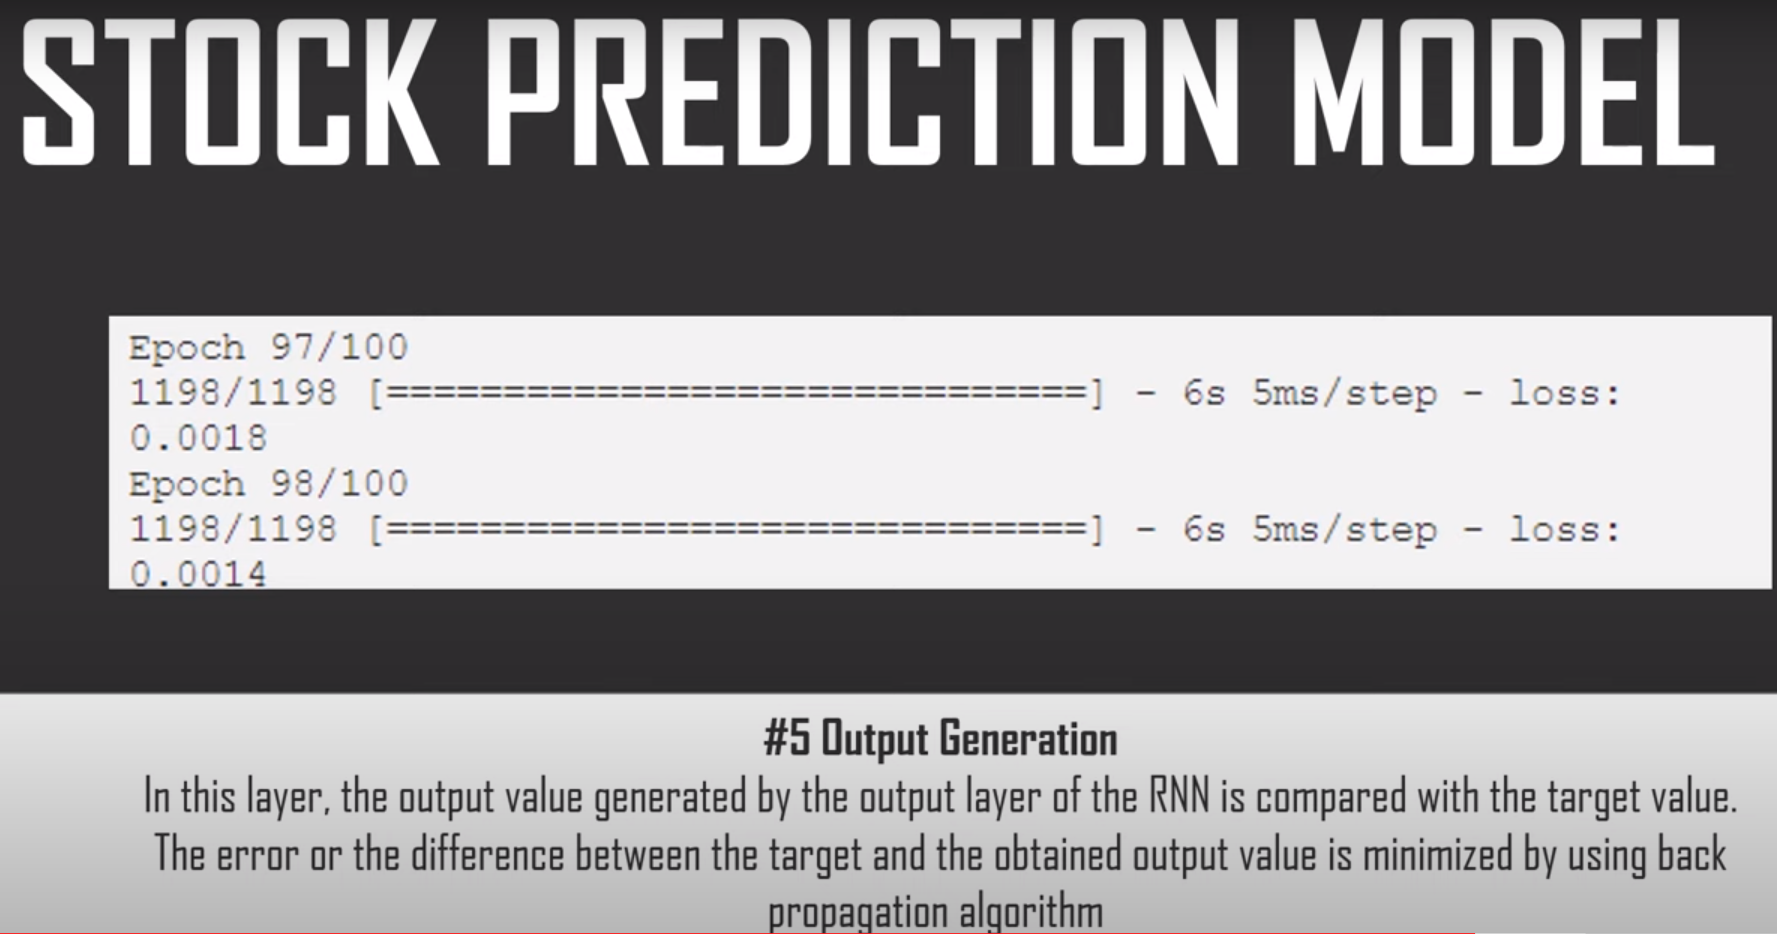 STOCK PREDICTION MODEL
Epoch 97/100
1198/1198 [==============================] - 6s 5ms/step - loss:
0.0018
Epoch 98/100
1198/1198 [==============================] - 6s 5ms/step - loss:
0.0014
#5 Output Generation
In this layer, the output value generated by the output layer of the RNN is compared with the target value.
The error or the difference between the target and the obtained output value is minimized by using back
propagation algorithm